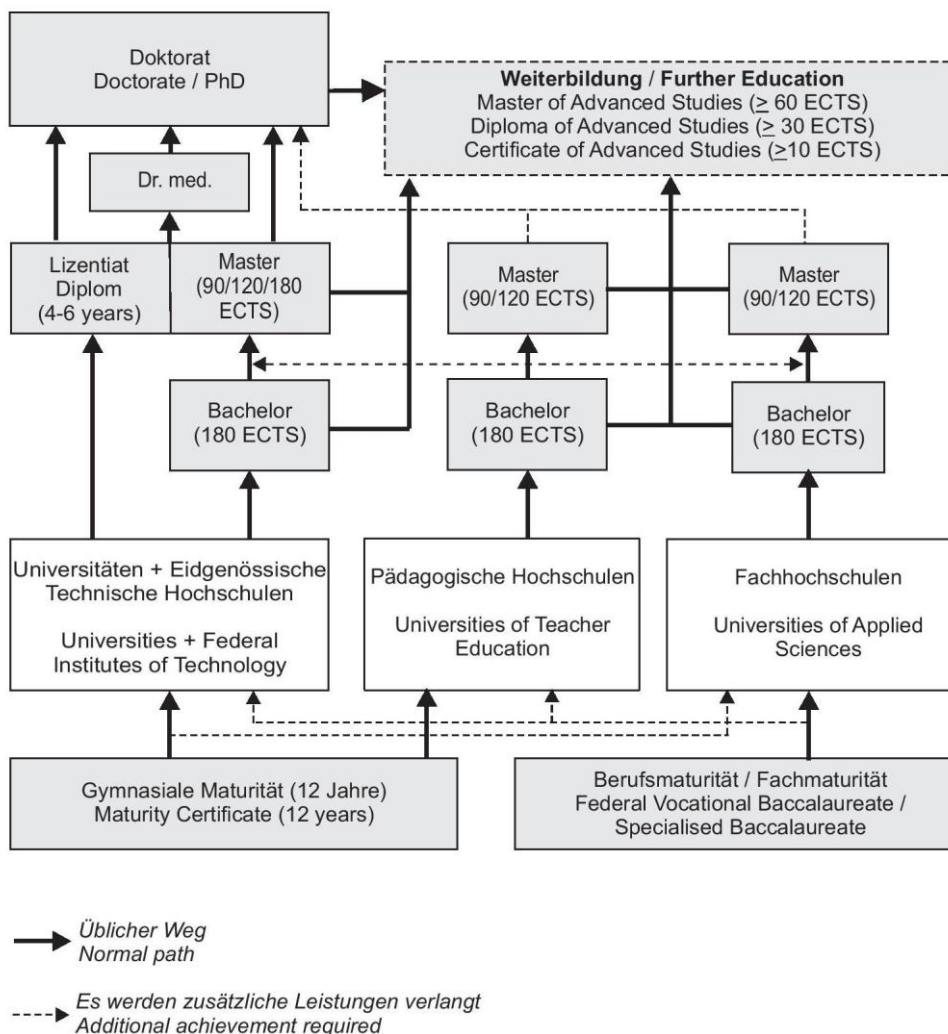 Doktorat
Doctorate / PhD
Weiterbildung / Further Education
Master of Advanced Studies (≥ 60 ECTS)
Diploma of Advanced Studies (≥ 30 ECTS)
Certificate of Advanced Studies (≥10 ECTS)
Dr. med.
Lizentiat
Diplom
(4-6 years)
Master
(90/120/180
ECTS)
Master
(90/120 ECTS)
Master
(90/120 ECTS)
Bachelor
(180 ECTS)
Bachelor
(180 ECTS)
Bachelor
(180 ECTS)
Universitäten + Eidgenössische
Technische Hochschulen
Universities + Federal
Institutes of Technology
Pädagogische Hochschulen
Universities of Teacher
Education
Fachhochschulen
Universities of Applied
Sciences
Gymnasiale Maturität (12 Jahre)
Maturity Certificate (12 years)
Berufsmaturität / Fachmaturität
Federal Vocational Baccalaureate /
Specialised Baccalaureate
Üblicher Weg
Normal path
Es werden zusätzliche Leistungen verlangt
Additional achievement required